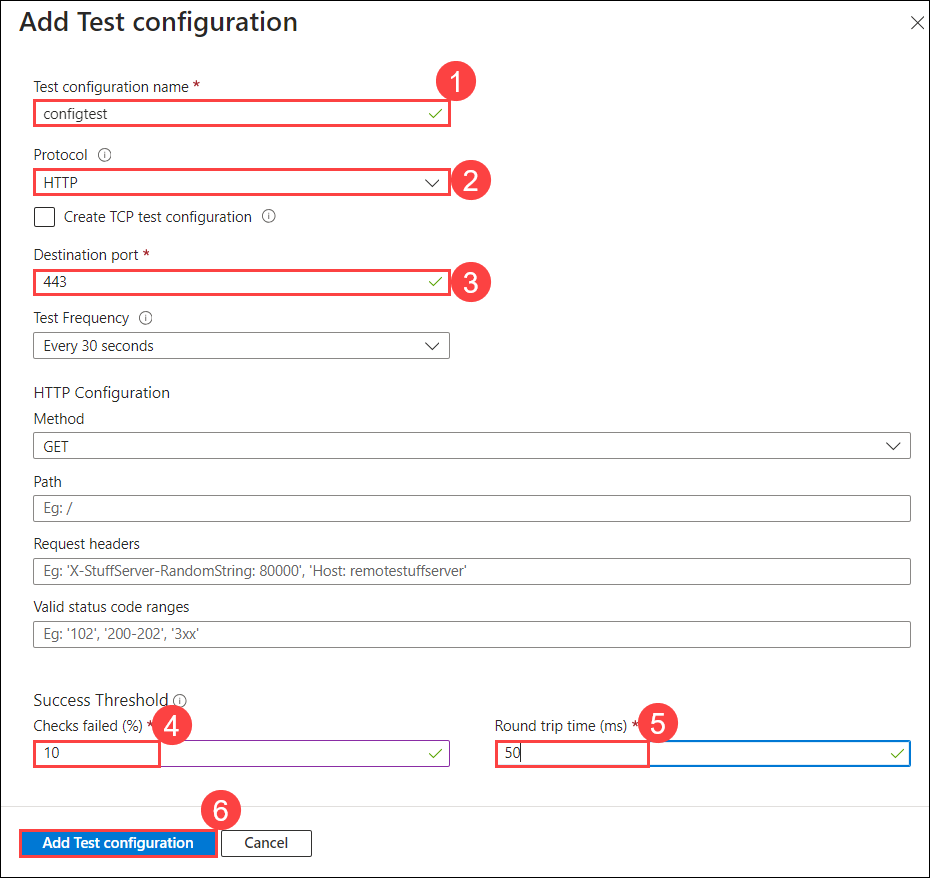 Add Test configuration
Test configuration name *
1
configtest
Protocol
HTTP
2
Create TCP test configuration
Destination port *
443
3
Test Frequency
Every 30 seconds
HTTP Configuration
Method
GET
Path
Eg: /
Request headers
Eg: 'X-StuffServer-RandomString: 80000', 'Host: remotestuffserver'
Valid status code ranges
Eg: '102', '200-202', '3xx'
Success Threshold
Checks failed (%) * 4
Round trip time (ms) * 5
10
50
6
Add Test configuration
Cancel